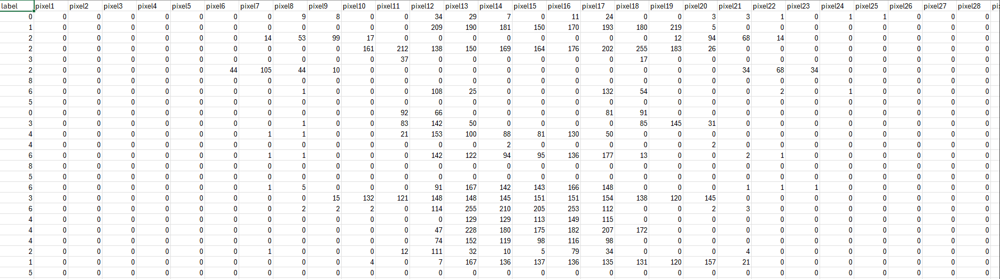 label pixel1 pixel2 pixel3 pixel4 pixel5 pixel6 pixel7 pixel8 pixel9 pixel10 pixel11 pixel12 pixel13 pixel14 pixel15 pixel16 pixel17 pixel18 pixel19 pixel20 pixel21 pixel22 pixel23 pixel24 pixel25 pixel26 pixel27 pixel28
0 0 0 0 0 0 0 0 9 8 0 0 34 29 7 0 11 24 0 0 3 3 1 0 1 1 0 0 0
1 0 0 0 0 0 0 0 0 0 0 0 209 190 181 150 170 193 180 219 5 0 0 0 0 0 0 0 0
2 0 0 0 0 0 0 14 53 99 17 0 0 0 0 0 0 0 0 12 94 68 14 0 0 0 0 0 0
2 0 0 0 0 0 0 0 0 0 161 212 138 150 169 164 176 202 255 183 26 0 0 0 0 0 0 0 0
3 0 0 0 0 0 0 0 0 0 0 37 0 0 0 0 0 0 17 0 0 0 0 0 0 0 0 0 0
2 0 0 0 0 0 44 105 44 10 0 0 0 0 0 0 0 0 0 0 0 34 68 34 0 0 0 0 0
8 0 0 0 0 0 0 0 0 0 0 0 0 0 0 0 0 0 0 0 0 0 0 0 0 0 0 0 0
6 0 0 0 0 0 0 0 1 0 0 0 108 25 0 0 0 132 54 0 0 0 2 0 1 0 0 0 0
5 0 0 0 0 0 0 0 0 0 0 0 0 0 0 0 0 0 0 0 0 0 0 0 0 0 0 0 0
0 0 0 0 0 0 0 0 0 0 0 92 66 0 0 0 0 81 91 0 0 0 0 0 0 0 0 0 0
3 0 0 0 0 0 0 0 1 0 0 83 142 50 0 0 0 0 85 145 31 0 0 0 0 0 0 0 0
4 0 0 0 0 0 0 1 1 0 0 21 153 100 88 81 130 50 0 0 0 0 0 0 0 0 0 0 0
4 0 0 0 0 0 0 0 0 0 0 0 0 0 2 0 0 0 0 0 2 0 0 0 0 0 0 0 0
6 0 0 0 0 0 0 1 1 0 0 0 142 122 94 95 136 177 13 0 0 2 1 0 0 0 0 0 0
8 0 0 0 0 0 0 0 0 0 0 0 0 0 0 0 0 0 0 0 0 0 0 0 0 0 0 0 0
5 0 0 0 0 0 0 0 0 0 0 0 0 0 0 0 0 0 0 0 0 0 0 0 0 0 0 0 0
6 0 0 0 0 0 0 1 5 0 0 0 91 167 142 143 166 148 0 0 0 1 1 1 0 0 0 0 0
3 0 0 0 0 0 0 0 0 15 132 121 148 148 145 151 151 154 138 120 145 0 0 0 0 0 0 0 0
6 0 0 0 0 0 0 0 2 2 2 0 114 255 210 205 253 112 0 0 2 3 0 0 0 0 0 0 0
4 0 0 0 0 0 0 0 0 0 0 0 0 129 129 113 149 115 0 0 0 0 0 0 0 0 0 0 0
4 0 0 0 0 0 0 0 0 0 0 0 47 228 180 175 182 207 172 0 0 0 0 0 0 0 0 0 0
4 0 0 0 0 0 0 0 0 0 0 0 74 152 119 98 116 98 0 0 0 0 0 0 0 0 0 0 0
2 0 0 0 0 0 0 1 0 0 0 12 111 32 10 5 79 34 0 0 0 4 0 0 0 0 0 0 0
1 0 0 0 0 0 0 0 0 0 4 0 7 167 136 137 136 135 131 120 157 21 0 0 0 0 0 0 0
5 0 0 0 0 0 0 0 0 0 0 0 0 0 0 0 0 0 0 0 0 0 0 0 0 0 0 0 0